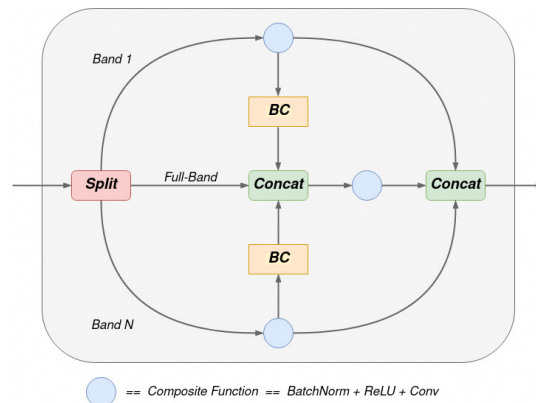 Band 1
BC
Split
Full-Band
Concat
Concat
BC
Band N
== Composite Function == BatchNorm + ReLU + Conv